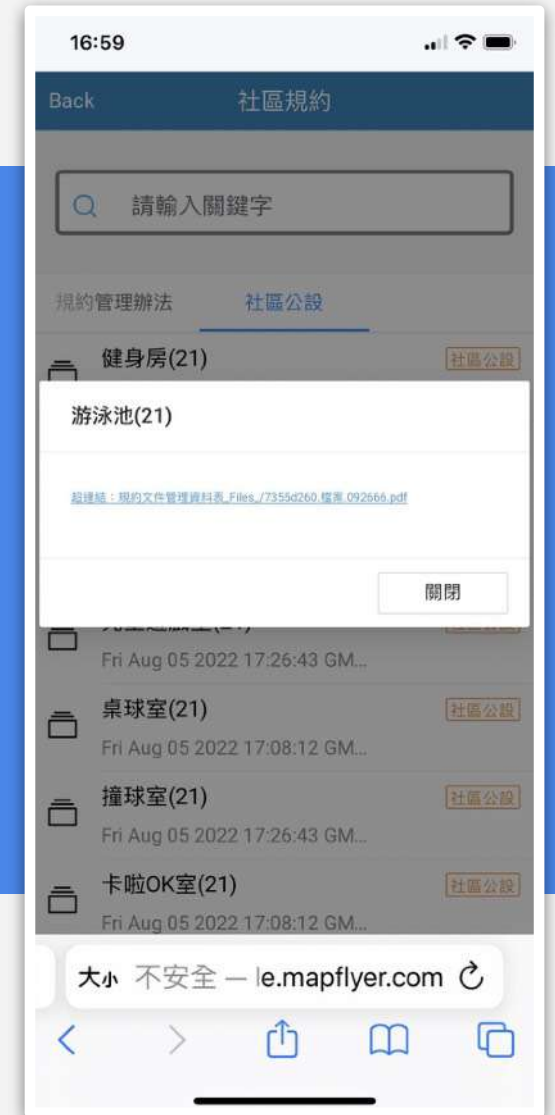 16:59
Back 社區規約
請輸入關鍵字
規約管理辦法 社區公設
健身房(21) 社區公設
游泳池(21)
超連結：規約文件管理資料表_Files_/7355d260.檔案.092666.pdf
關閉
Fri Aug 05 2022 17:26:43 GM...
桌球室(21) 社區公設
Fri Aug 05 2022 17:08:12 GM...
撞球室(21) 社區公設
Fri Aug 05 2022 17:26:43 GM...
卡啦OK室(21) 社區公設
Fri Aug 05 2022 17:08:12 GM...
大小 不安全 — le.mapflyer.com